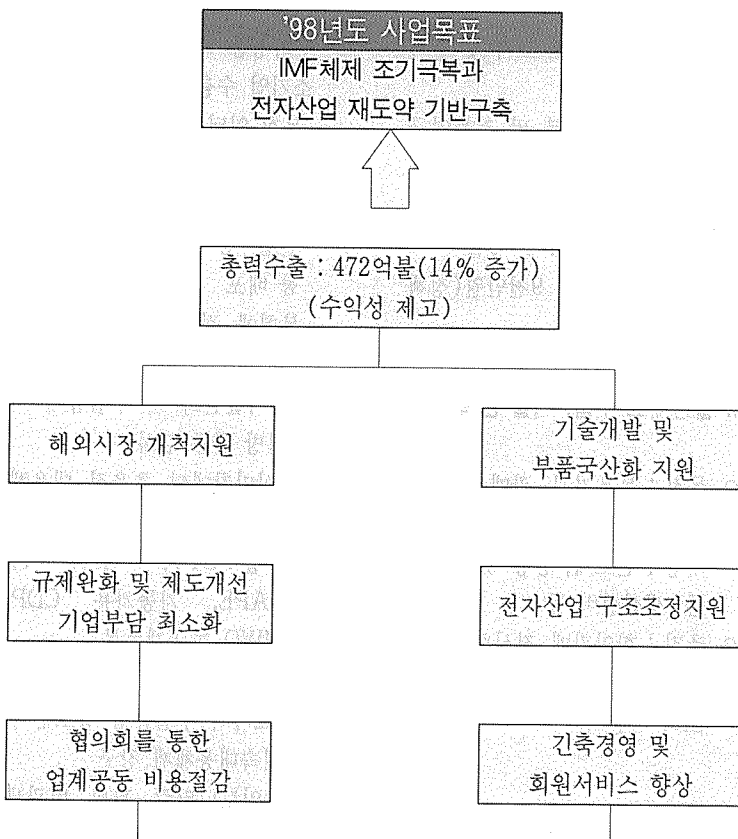 '98년도 사업목표
IMF체제 조기극복과
전자산업 재도약 기반구축
총력수출 : 472억불(14% 증가)
(수익성 제고)
해외시장 개척지원
기술개발 및
부품국산화 지원
규제완화 및 제도개선
기업부담 최소화
전자산업 구조조정지원
협의회를 통한
업계공동 비용절감
긴축경영 및
회원서비스 향상